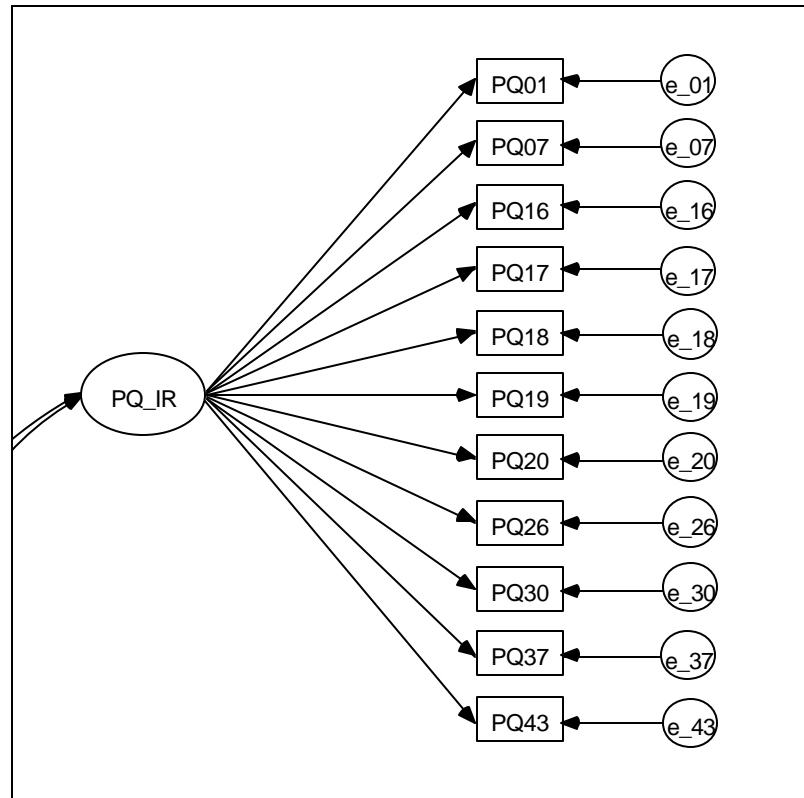 PQ01 e_01
PQ07 e_07
PQ16 e_16
PQ17 e_17
PQ18 e_18
PQ_IR PQ19 e_19
PQ20 e_20
PQ26 e_26
PQ30 e_30
PQ37 e_37
PQ43 e_43